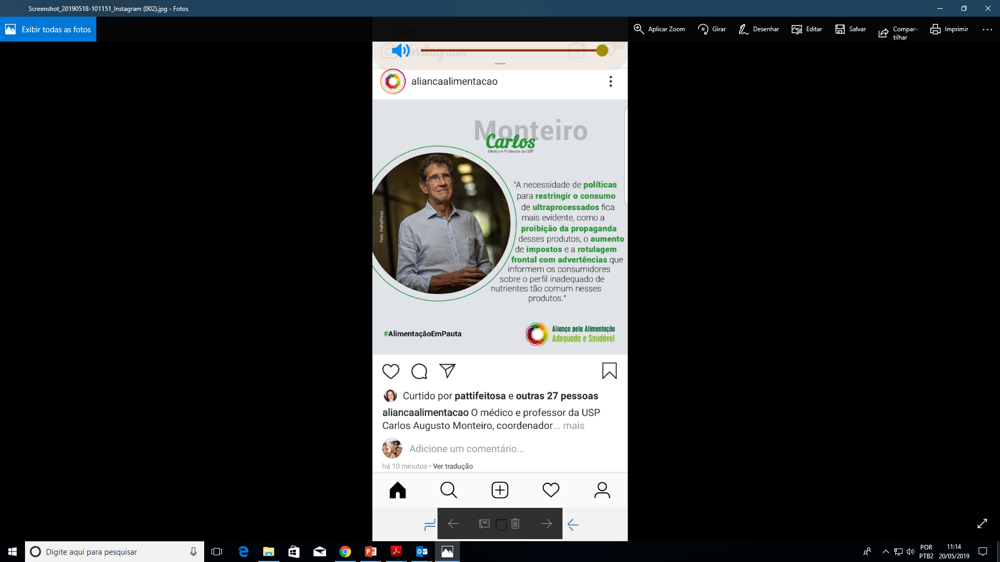 Screenshot_20190518-101151_Instagram (002).jpg - Fotos
Exibir todas as fotos
Aplicar Zoom
Girar
Desenhar
Editar
Salvar
Compar-
tilhar
Imprimir
Toque
Instagram
aliancaalimentacao
Monteiro
Carlos
Médico e Professor da USP
"A necessidade de políticas
para restringir o consumo
de ultraprocessados fica
mais evidente, como a
proibição da propaganda
desses produtos, o aumento
de impostos e a rotulagem
frontal com advertências que
informem os consumidores
sobre o perfil inadequado de
nutrientes tão comum nesses
produtos."
Foto: FolhaPress
#AlimentaçãoEmPauta
Aliança pela Alimentação
Adequada e Saudável
Curtido por pattifeitosa e outras 27 pessoas
aliancaalimentacao O médico e professor da USP
Carlos Augusto Monteiro, coordenador... mais
Adicione um comentário...
há 10 minutos • Ver tradução
Digite aqui para pesquisar
POR
PTB2
11:14
20/05/2019